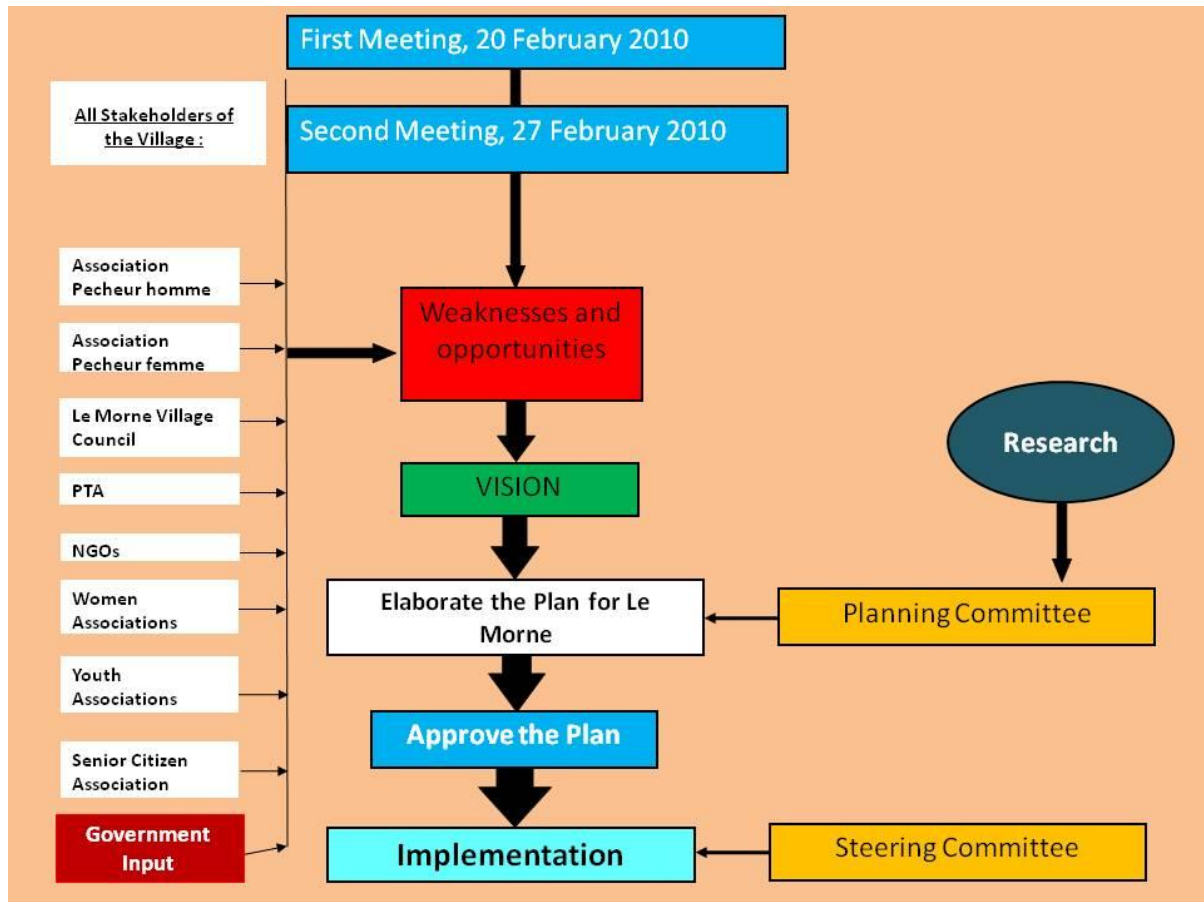 First Meeting, 20 February 2010
All Stakeholders of
the Village :
Second Meeting, 27 February 2010
Association
Pecheur homme
Association
Pecheur femme
Le Morne Village
Council
PTA
NGOs
Women
Associations
Youth
Associations
Senior Citizen
Association
Government
Input
Weaknesses and
opportunities
VISION
Elaborate the Plan for Le
Morne
Approve the Plan
Implementation
Research
Planning Committee
Steering Committee